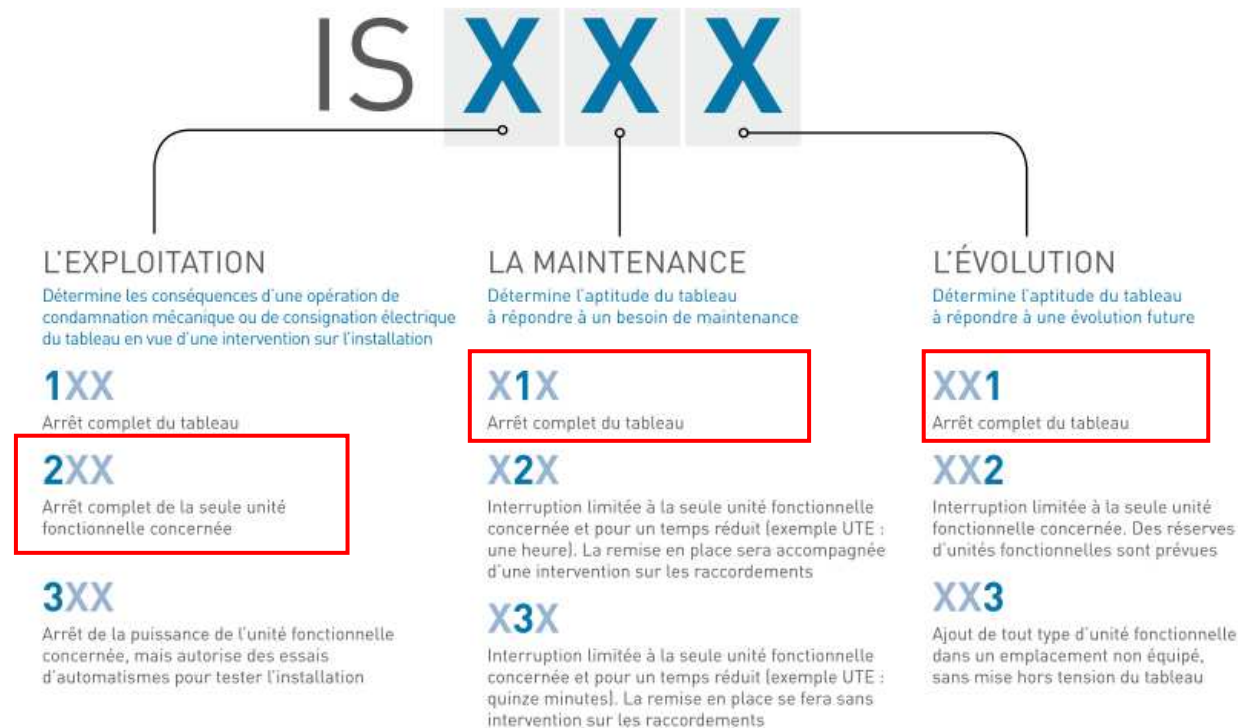 IS X X X
L'EXPLOITATION
Détermine les conséquences d'une opération de
condamnation mécanique ou de consignation électrique
du tableau en vue d'une intervention sur l'installation
1XX
Arrêt complet du tableau
2XX
Arrêt complet de la seule unité
fonctionnelle concernée
3XX
Arrêt de la puissance de l'unité fonctionnelle
concernée, mais autorise des essais
d'automatismes pour tester l'installation
LA MAINTENANCE
Détermine l'aptitude du tableau
à répondre à un besoin de maintenance
X1X
Arrêt complet du tableau
X2X
Interruption limitée à la seule unité fonctionnelle
concernée et pour un temps réduit (exemple UTE :
une heure). La remise en place sera accompagnée
d'une intervention sur les raccordements
X3X
Interruption limitée à la seule unité fonctionnelle
concernée et pour un temps réduit (exemple UTE :
quinze minutes). La remise en place se fera sans
intervention sur les raccordements
L'ÉVOLUTION
Détermine l'aptitude du tableau
à répondre à une évolution future
XX1
Arrêt complet du tableau
XX2
Interruption limitée à la seule unité
fonctionnelle concernée. Des réserves
d'unités fonctionnelles sont prévues
XX3
Ajout de tout type d'unité fonctionnelle
dans un emplacement non équipé,
sans mise hors tension du tableau